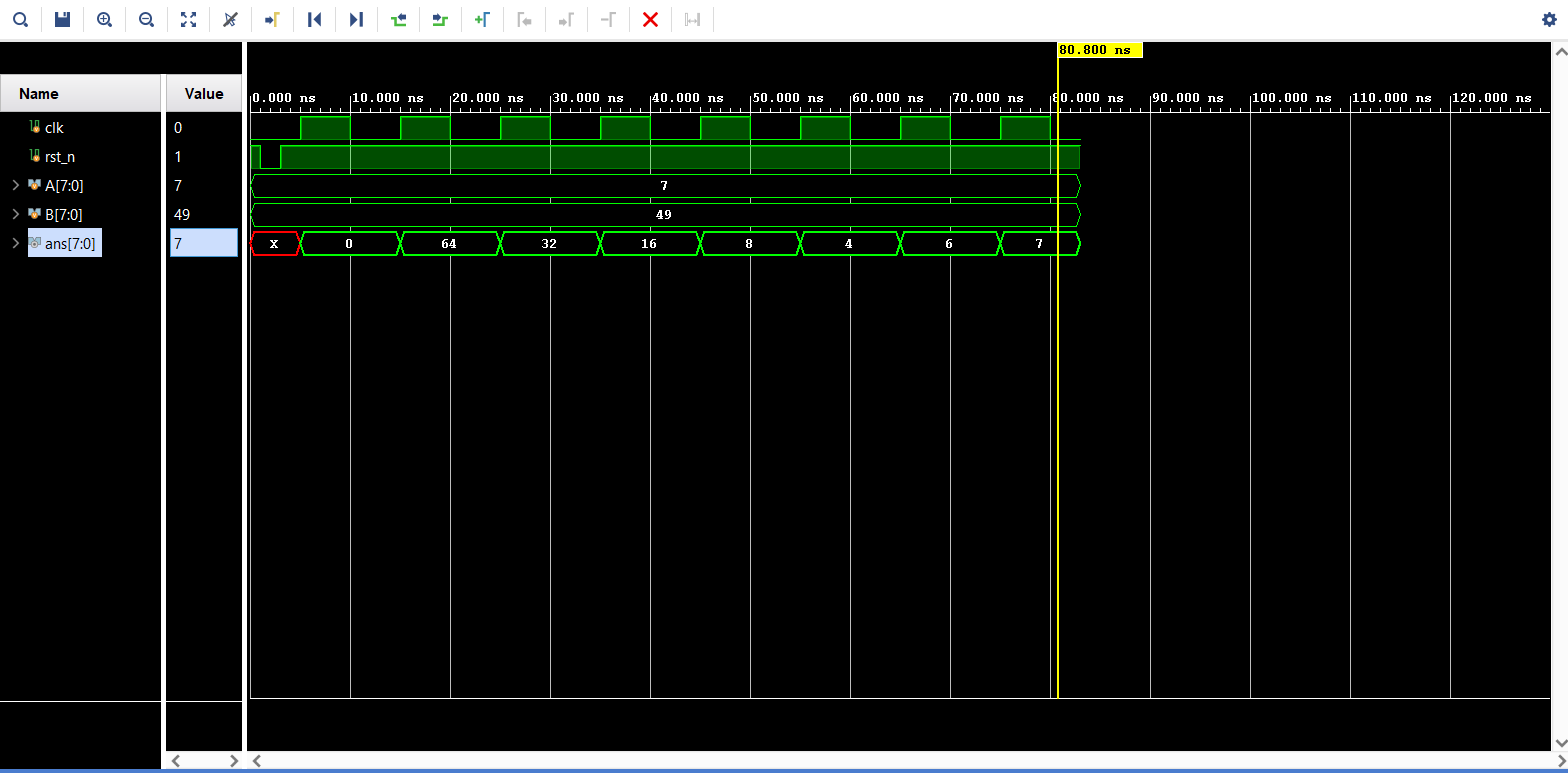 80.800 ns
Name Value
0.000 ns 10.000 ns 20.000 ns 30.000 ns 40.000 ns 50.000 ns 60.000 ns 70.000 ns 80.000 ns 90.000 ns 100.000 ns 110.000 ns 120.000 ns
clk 0
rst_n 1
A[7:0] 7 7
B[7:0] 49 49
ans[7:0] 7 X 0 64 32 16 8 4 6 7